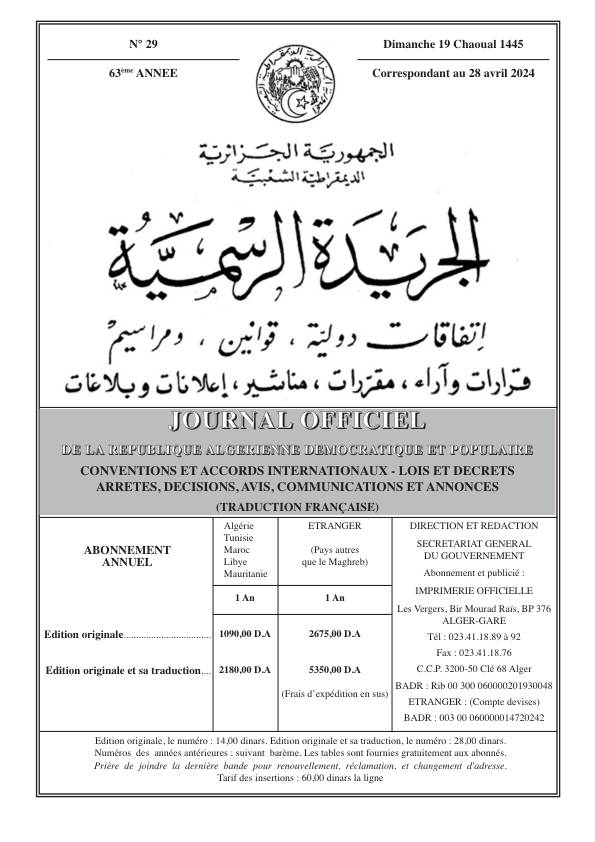 N° 29
Dimanche 19 Chaoual 1445
63ème ANNEE
Correspondant au 28 avril 2024
الجمهورية الجزائرية
الديمقراطية الشعبية
الجريدة الرسمية
إتفاقات دولية ، قوانين ، ومراسيم
قرارات وآراء ، مقررات ، مناشير ، إعلانات وبلاغات
JOURNAL OFFICIEL
DE LA REPUBLIQUE ALGERIENNE DEMOCRATIQUE ET POPULAIRE
CONVENTIONS ET ACCORDS INTERNATIONAUX - LOIS ET DECRETS
ARRETES, DECISIONS, AVIS, COMMUNICATIONS ET ANNONCES
(TRADUCTION FRANÇAISE)
ABONNEMENT
ANNUEL
Algérie
Tunisie
Maroc
Libye
Mauritanie
ETRANGER
(Pays autres
que le Maghreb)
1 An
1 An
Edition originale..................................
1090,00 D.A
2675,00 D.A
Edition originale et sa traduction....
2180,00 D.A
5350,00 D.A
(Frais d'expédition en sus)
DIRECTION ET REDACTION
SECRETARIAT GENERAL
DU GOUVERNEMENT
Abonnement et publicié :
IMPRIMERIE OFFICIELLE
Les Vergers, Bir Mourad Raïs, BP 376
ALGER-GARE
Tél : 023.41.18.89 à 92
Fax : 023.41.18.76
C.C.P. 3200-50 Clé 68 Alger
BADR : Rib 00 300 060000201930048
ETRANGER : (Compte devises)
BADR : 003 00 060000014720242
Edition originale, le numéro : 14,00 dinars. Edition originale et sa traduction, le numéro : 28,00 dinars.
Numéros des années antérieures : suivant barème. Les tables sont fournies gratuitement aux abonnés.
Prière de joindre la dernière bande pour renouvellement, réclamation, et changement d'adresse.
Tarif des insertions : 60,00 dinars la ligne